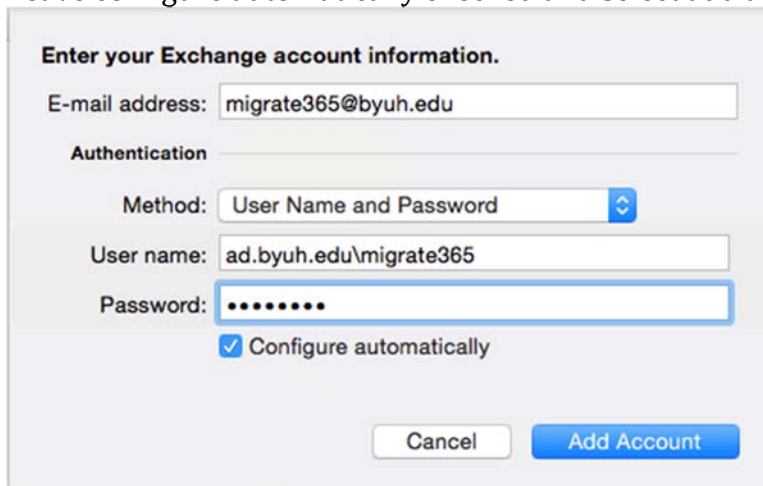 Enter your Exchange account information.
E-mail address: migrate365@byuh.edu
Authentication
Method: User Name and Password
User name: ad.byuh.edu\migrate365
Password: ••••••••
Configure automatically
Cancel Add Account